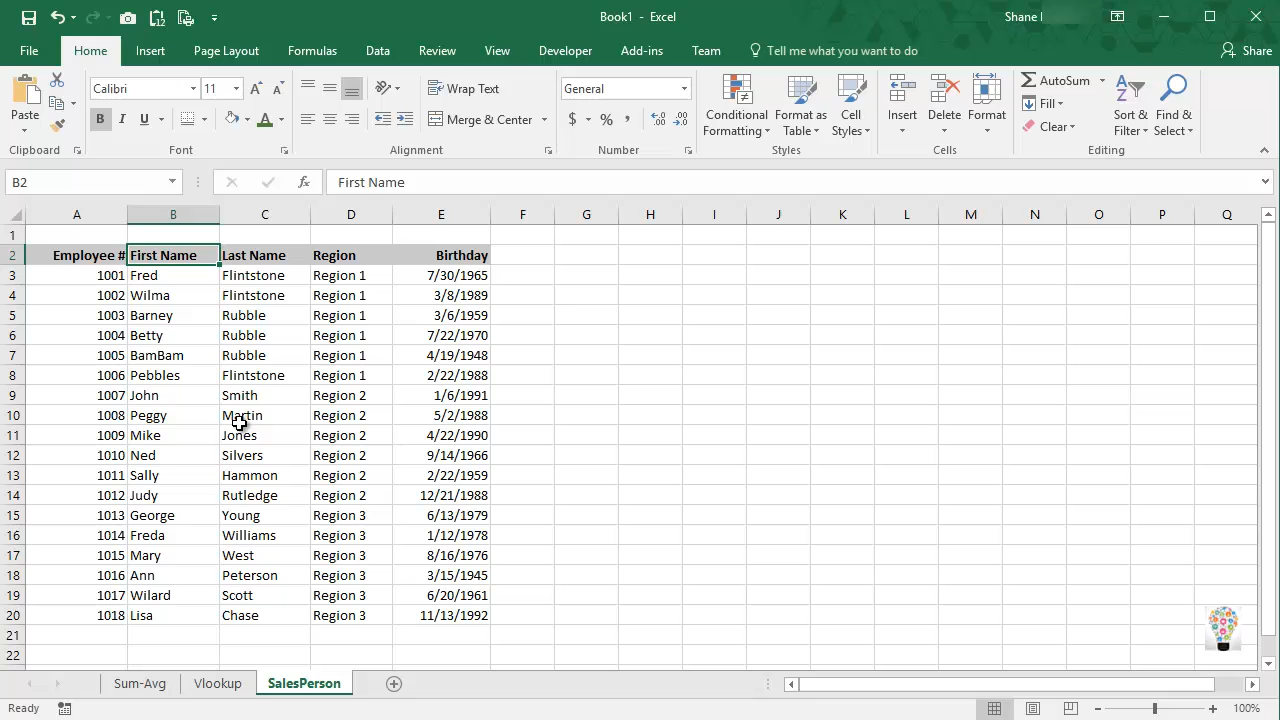 Book1 - Excel
Shane
File Home Insert Page Layout Formulas Data Review View Developer Add-ins Team Tell me what you want to do Share
Paste
Clipboard
Calibri 11
B I U
Font
Wrap Text
Merge & Center
Alignment
General
$ % ,
Number
Conditional Formatting
Format as Table
Cell Styles
Styles
Insert
Delete
Format
Cells
AutoSum
Fill
Clear
Sort & Filter
Find & Select
Editing
B2 fx First Name
A B C D E F G H I J K L M N O P Q
1
2 Employee # First Name Last Name Region Birthday
3 1001 Fred Flintstone Region 1 7/30/1965
4 1002 Wilma Flintstone Region 1 3/8/1989
5 1003 Barney Rubble Region 1 3/6/1959
6 1004 Betty Rubble Region 1 7/22/1970
7 1005 BamBam Rubble Region 1 4/19/1948
8 1006 Pebbles Flintstone Region 1 2/22/1988
9 1007 John Smith Region 2 1/6/1991
10 1008 Peggy Martin Region 2 5/2/1988
11 1009 Mike Jones Region 2 4/22/1990
12 1010 Ned Silvers Region 2 9/14/1966
13 1011 Sally Hammon Region 2 2/22/1959
14 1012 Judy Rutledge Region 2 12/21/1988
15 1013 George Young Region 3 6/13/1979
16 1014 Freda Williams Region 3 1/12/1978
17 1015 Mary West Region 3 8/16/1976
18 1016 Ann Peterson Region 3 3/15/1945
19 1017 Wilard Scott Region 3 6/20/1961
20 1018 Lisa Chase Region 3 11/13/1992
21
22
Sum-Avg Vlookup SalesPerson
Ready 100%